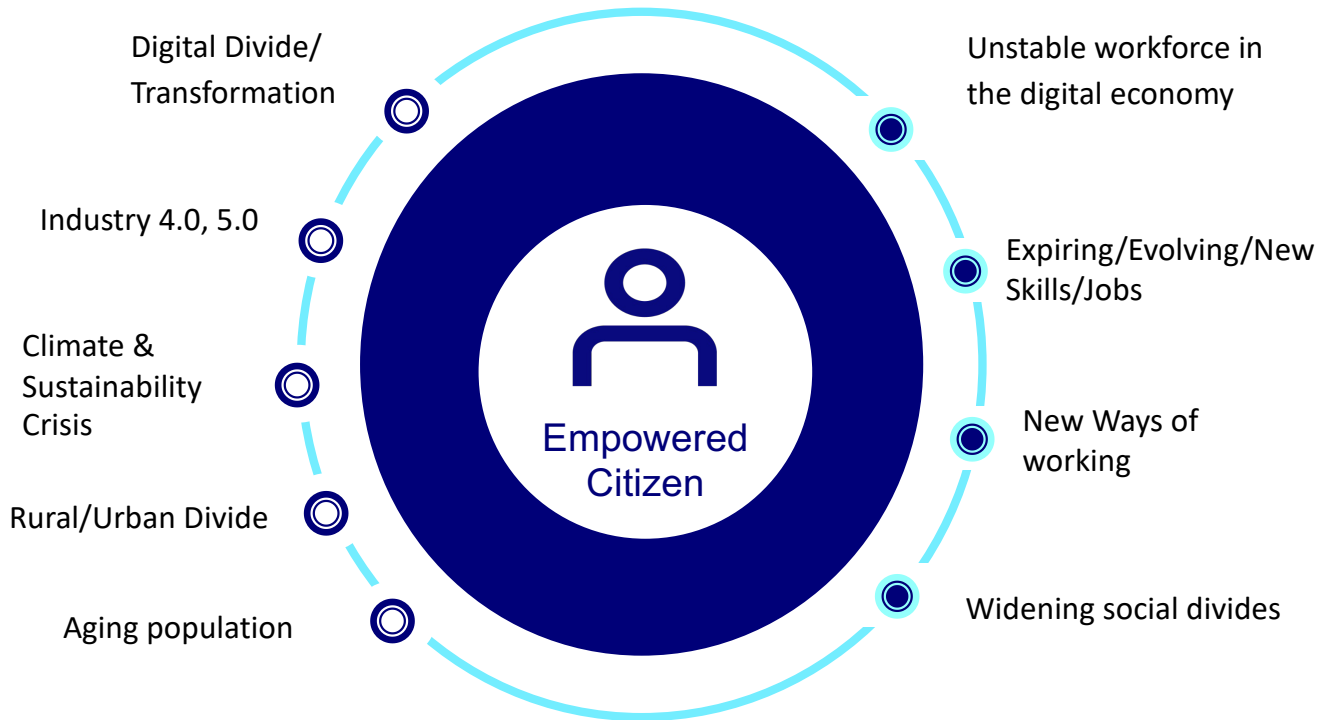 Digital Divide/
Transformation
Industry 4.0, 5.0
Climate &
Sustainability
Crisis
Rural/Urban Divide
Aging population
Empowered
Citizen
Unstable workforce in
the digital economy
Expiring/Evolving/New
Skills/Jobs
New Ways of
working
Widening social divides